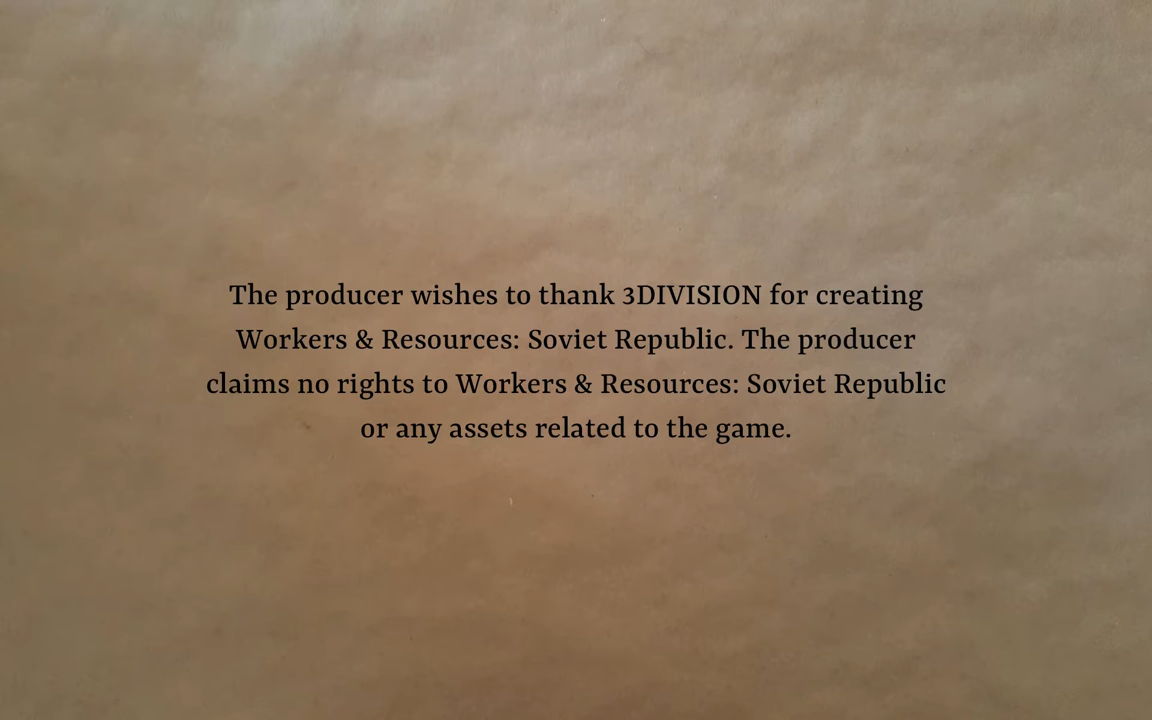 The producer wishes to thank 3DIVISION for creating
Workers & Resources: Soviet Republic. The producer
claims no rights to Workers & Resources: Soviet Republic
or any assets related to the game.